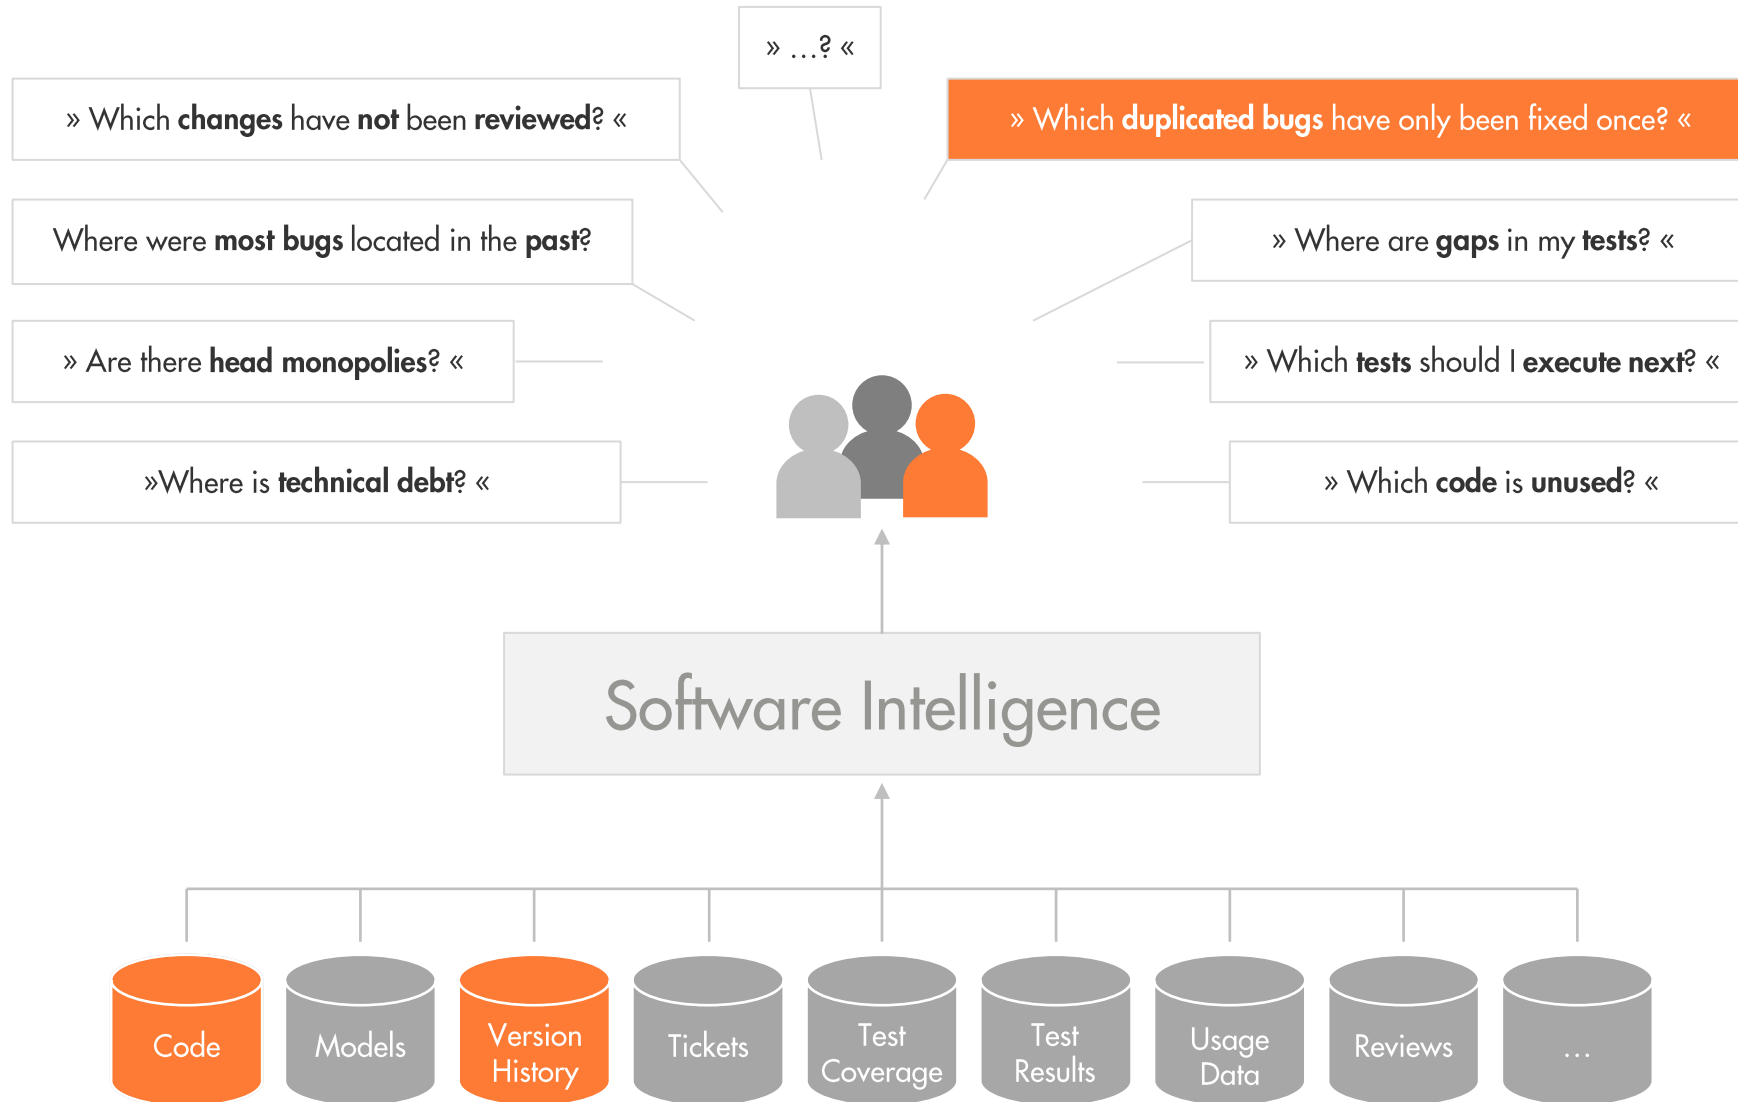 » ...? «
» Which changes have not been reviewed? «
» Which duplicated bugs have only been fixed once? «
Where were most bugs located in the past?
» Where are gaps in my tests? «
» Are there head monopolies? «
» Which tests should I execute next? «
»Where is technical debt? «
» Which code is unused? «
Software Intelligence
Code
Models
Version
History
Tickets
Test
Coverage
Test
Results
Usage
Data
Reviews
...